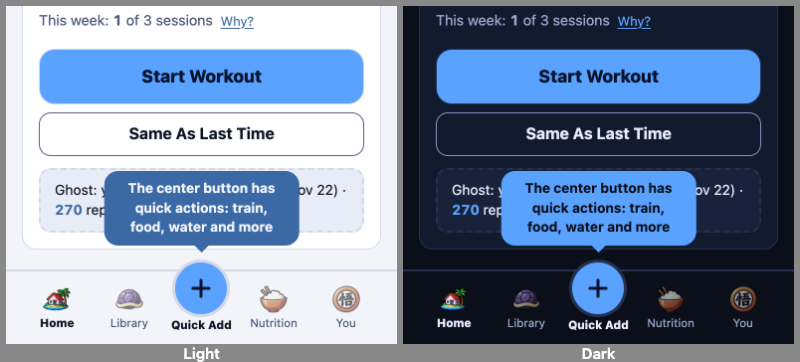 This week: 1 of 3 sessions Why?
Start Workout
Same As Last Time
Ghost: ov 22) ·
270 rep
The center button has
quick actions: train,
food, water and more
Home Library Quick Add Nutrition You
Light
This week: 1 of 3 sessions Why?
Start Workout
Same As Last Time
Ghost: ov 22) ·
270 rep
The center button has
quick actions: train,
food, water and more
Home Library Quick Add Nutrition You
Dark